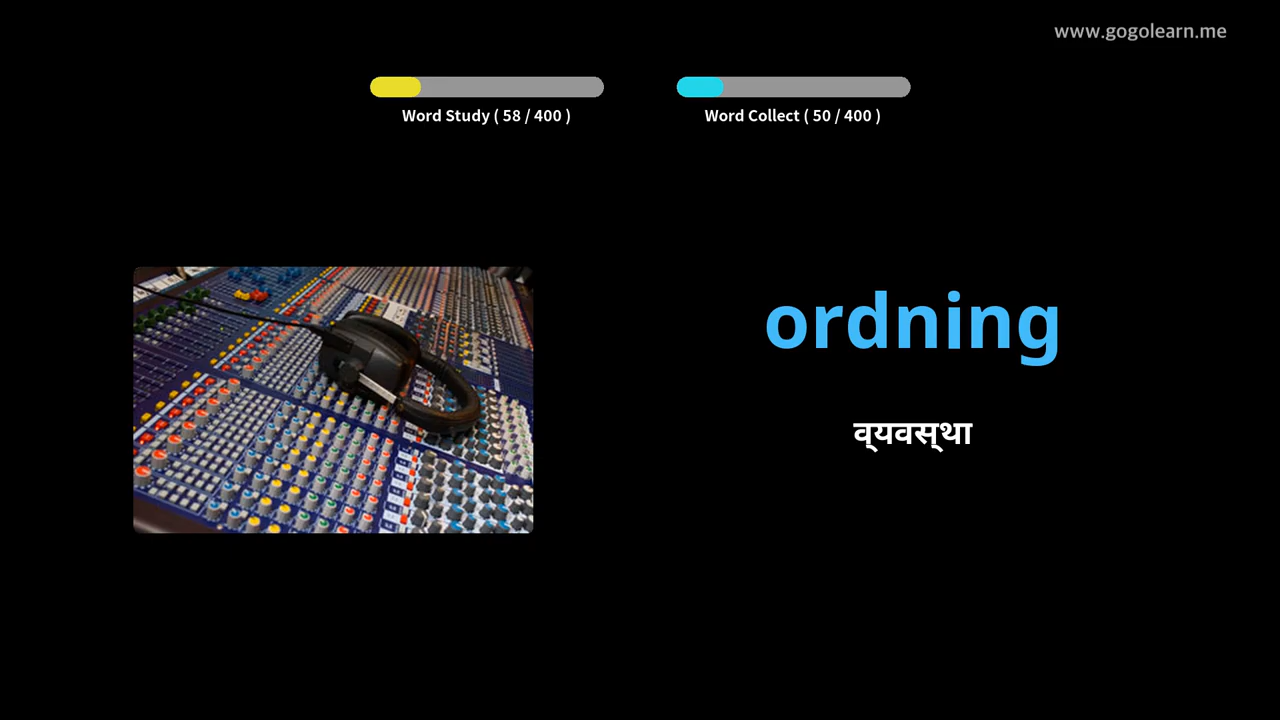 www.gogolearn.me
Word Study ( 58 / 400 )
Word Collect ( 50 / 400 )
ordning
व्यवस्था